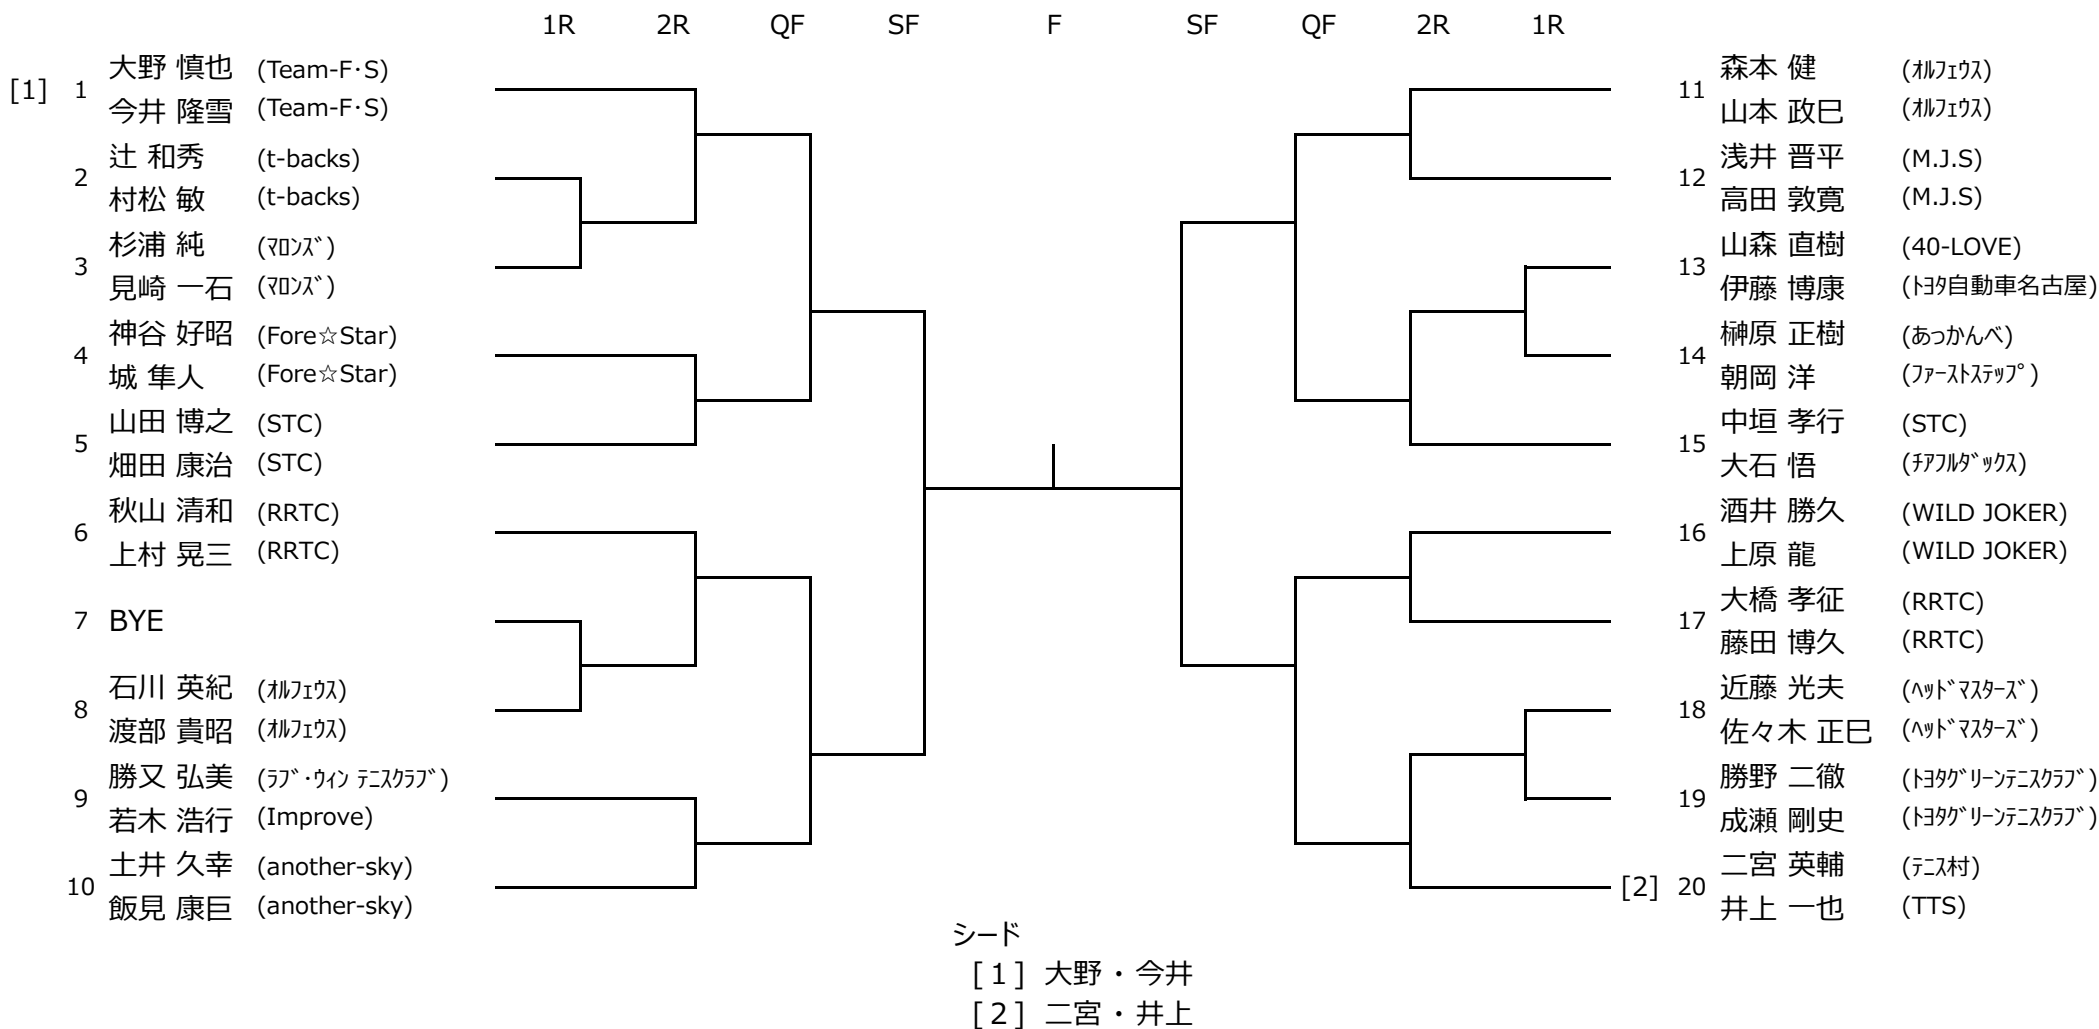 1R 2R QF SF F SF QF 2R 1R
[1] 1 大野 慎也 (Team-F･S)
今井 隆雪 (Team-F･S)
2 辻 和秀 (t-backs)
村松 敏 (t-backs)
3 杉浦 純 (ﾏﾛﾝｽﾞ)
見崎 一石 (ﾏﾛﾝｽﾞ)
4 神谷 好昭 (Fore☆Star)
城 隼人 (Fore☆Star)
5 山田 博之 (STC)
畑田 康治 (STC)
6 秋山 清和 (RRTC)
上村 晃三 (RRTC)
7 BYE
8 石川 英紀 (ｵﾙﾌｪｳｽ)
渡部 貴昭 (ｵﾙﾌｪｳｽ)
9 勝又 弘美 (ﾗﾌﾞ･ウィン ﾃﾆｽｸﾗﾌﾞ)
若木 浩行 (Improve)
10 土井 久幸 (another-sky)
飯見 康巨 (another-sky)
11 森本 健 (ｵﾙﾌｪｳｽ)
山本 政巳 (ｵﾙﾌｪｳｽ)
12 浅井 晋平 (M.J.S)
高田 敦寛 (M.J.S)
13 山森 直樹 (40-LOVE)
伊藤 博康 (ﾄﾖﾀ自動車名古屋)
14 榊原 正樹 (あっかんべ)
朝岡 洋 (ﾌｧｰｽﾄｽﾃｯﾌﾟ)
15 中垣 孝行 (STC)
大石 悟 (ﾁｱﾌﾙﾀﾞｯｸｽ)
16 酒井 勝久 (WILD JOKER)
上原 龍 (WILD JOKER)
17 大橋 孝征 (RRTC)
藤田 博久 (RRTC)
18 近藤 光夫 (ﾍｯﾄﾞﾏｽﾀｰｽﾞ)
佐々木 正巳 (ﾍｯﾄﾞﾏｽﾀｰｽﾞ)
19 勝野 二徹 (ﾄﾖﾀｸﾞﾘｰﾝﾃﾆｽｸﾗﾌﾞ)
成瀬 剛史 (ﾄﾖﾀｸﾞﾘｰﾝﾃﾆｽｸﾗﾌﾞ)
[2] 20 二宮 英輔 (ﾃﾆｽ村)
井上 一也 (TTS)
シード
[１] 大野・今井
[２] 二宮・井上